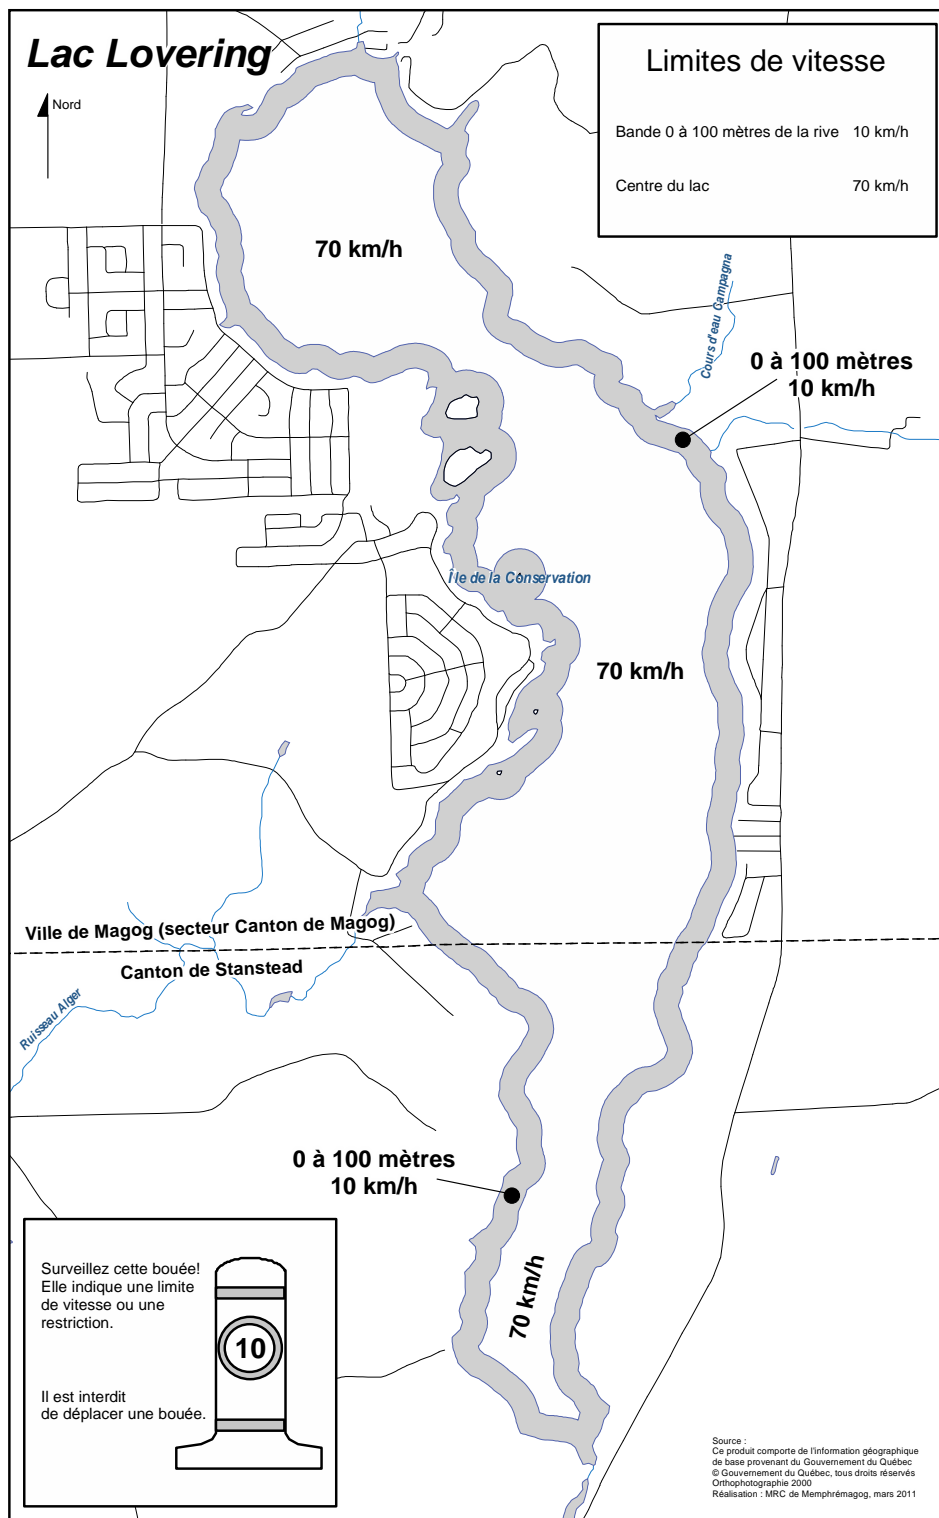 Lac Lovering
Nord
Limites de vitesse
Bande 0 à 100 mètres de la rive 10 km/h
Centre du lac 70 km/h
70 km/h
Cours d'eau Campagna
0 à 100 mètres
10 km/h
Île de la Conservation
70 km/h
Ville de Magog (secteur Canton de Magog)
Canton de Stanstead
Ruisseau Alger
0 à 100 mètres
10 km/h
70 km/h
Surveillez cette bouée!
Elle indique une limite
de vitesse ou une
restriction.
10
Il est interdit
de déplacer une bouée.
Source :
Ce produit comporte de l'information géographique
de base provenant du Gouvernement du Québec
© Gouvernement du Québec, tous droits réservés
Orthophotographie 2000
Réalisation : MRC de Memphrémagog, mars 2011